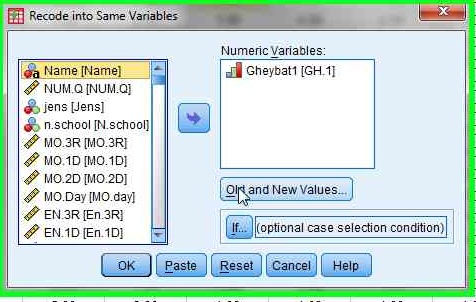 Recode into Same Variables
Name [Name]
NUM.Q [NUM.Q]
jens [Jens]
n.school [N.school]
MO.3R [MO.3R]
MO.1D [MO.1D]
MO.2D [MO.2D]
MO.Day [MO.day]
EN.3R [En.3R]
EN.1D [EN.1D]
Numeric Variables:
Gheybat1 [GH.1]
Old and New Values...
If... (optional case selection condition)
OK Paste Reset Cancel Help